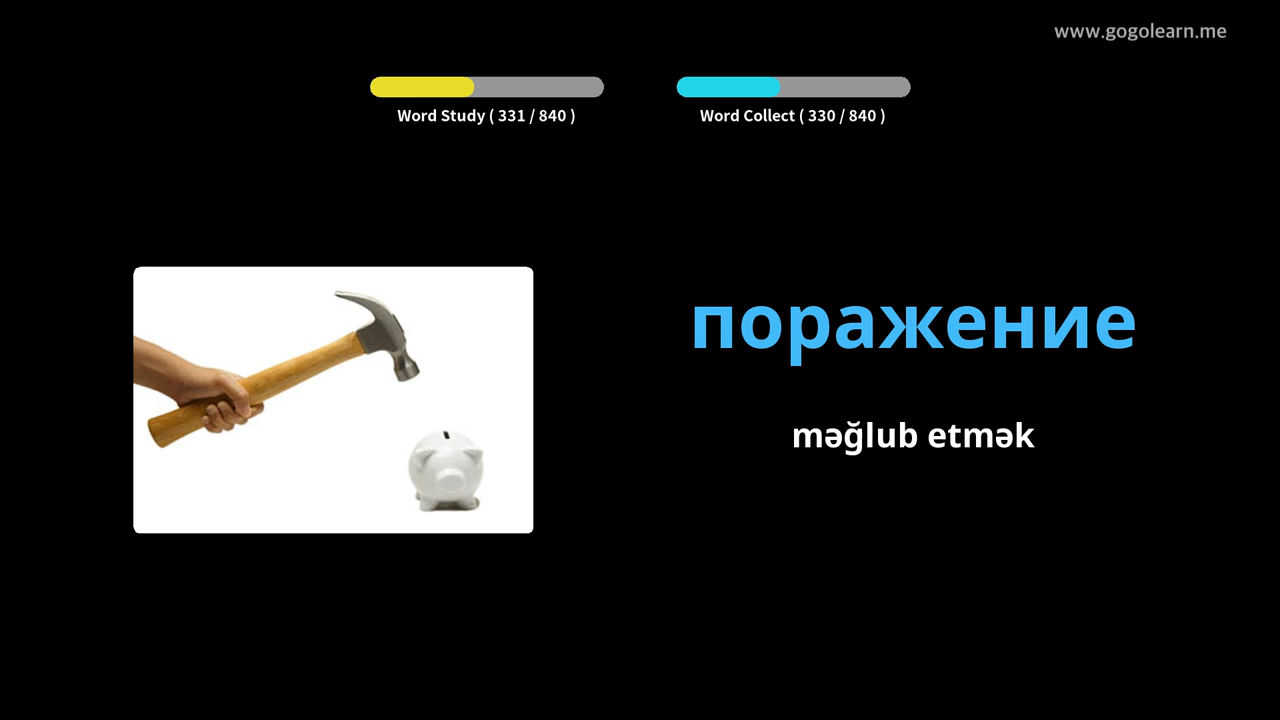 www.gogolearn.me
Word Study ( 331 / 840 )
Word Collect ( 330 / 840 )
поражение
məğlub etmək